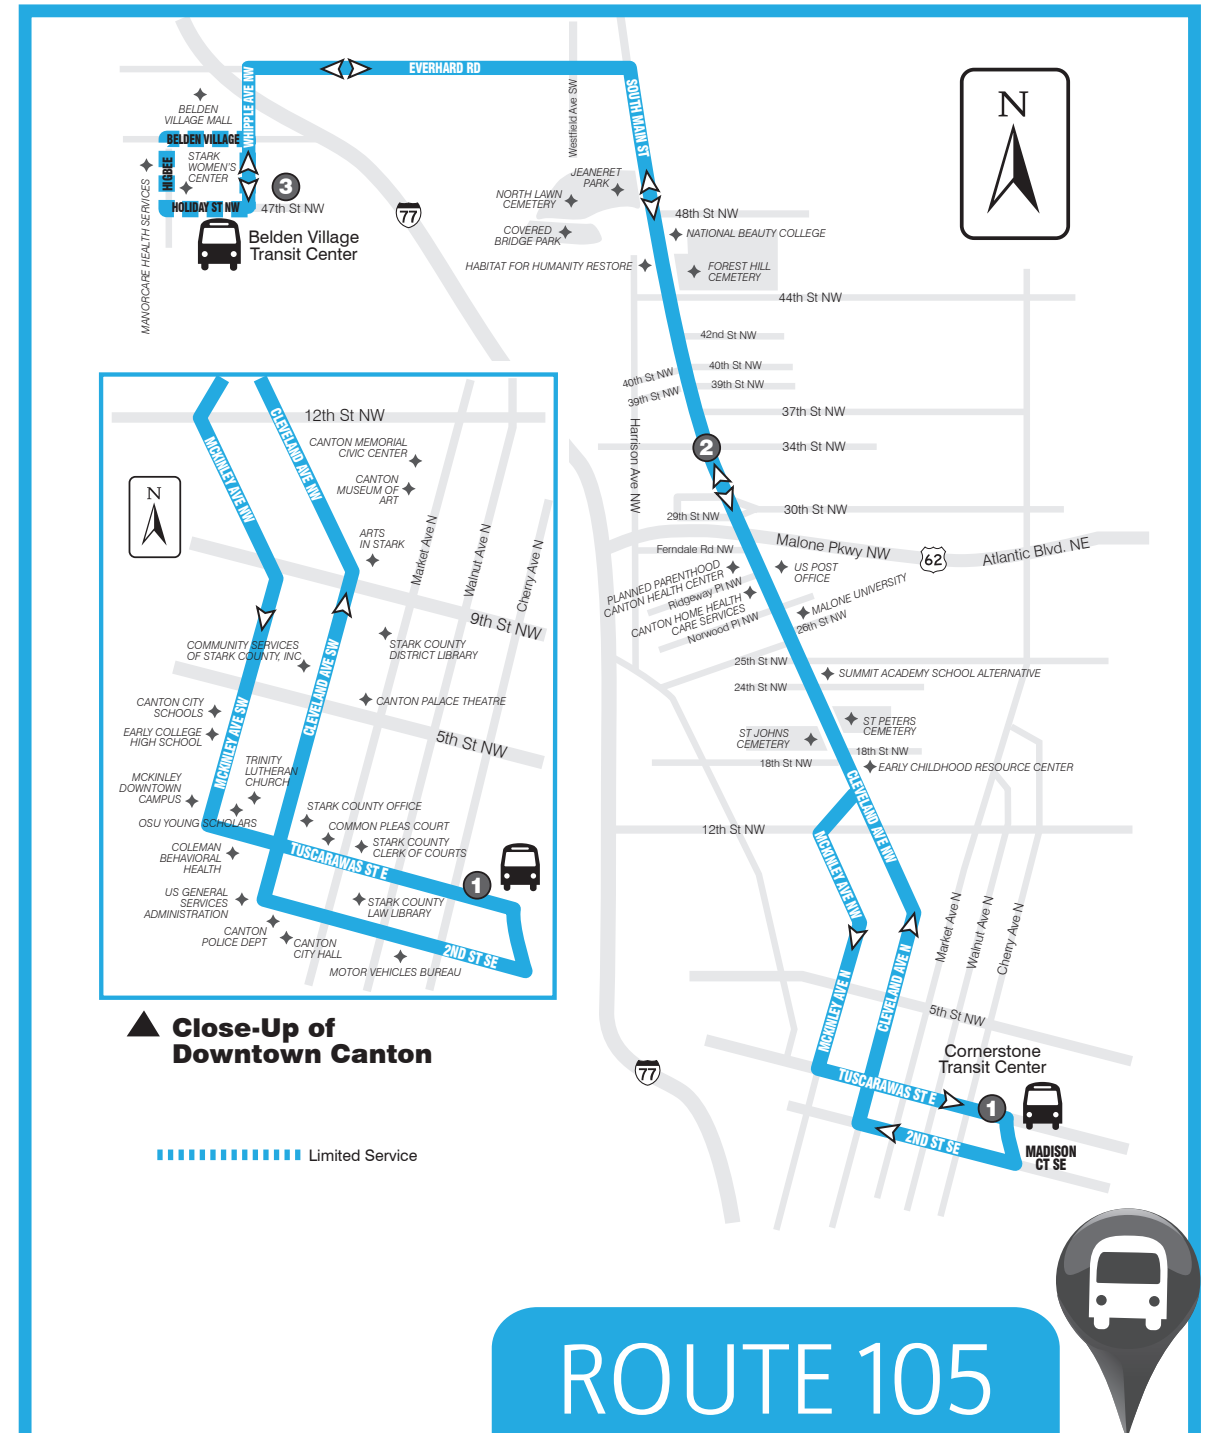 EVERHARD RD
WHIPPLE AVE NW
SOUTH MAIN ST
Westfield Ave SW
N
BELDEN
VILLAGE MALL
BELDEN VILLAGE
STARK
WOMEN'S
CENTER
HIGBEE
HOLIDAY ST NW
3
47th St NW
MANORCARE HEALTH SERVICES
Belden Village
Transit Center
77
JEANERET
PARK
NORTH LAWN
CEMETERY
COVERED
BRIDGE PARK
48th St NW
NATIONAL BEAUTY COLLEGE
HABITAT FOR HUMANITY RESTORE
FOREST HILL
CEMETERY
44th St NW
42nd St NW
40th St NW
40th St NW
39th St NW
39th St NW
37th St NW
Harrison Ave NW
2
34th St NW
30th St NW
29th St NW
Malone Pkwy NW
62
Atlantic Blvd. NE
Ferndale Rd NW
PLANNED PARENTHOOD
CANTON HEALTH CENTER
US POST
OFFICE
Ridgeway Pl NW
CANTON HOME HEALTH
CARE SERVICES
MALONE UNIVERSITY
Norwood Pl NW
26th St NW
25th St NW
SUMMIT ACADEMY SCHOOL ALTERNATIVE
24th St NW
ST PETERS
CEMETERY
ST JOHNS
CEMETERY
18th St NW
18th St NW
EARLY CHILDHOOD RESOURCE CENTER
12th St NW
CLEVELAND AVE NW
MCKINLEY AVE NW
Market Ave N
Walnut Ave N
Cherry Ave N
MCKINLEY AVE N
CLEVELAND AVE N
5th St NW
Cornerstone
Transit Center
77
TUSCARAWAS ST E
1
2ND ST SE
MADISON
CT SE
12th St NW
MCKINLEY AVE NW
CLEVELAND AVE NW
CANTON MEMORIAL
CIVIC CENTER
CANTON
MUSEUM OF
ART
N
ARTS
IN STARK
Market Ave N
Walnut Ave N
Cherry Ave N
9th St NW
COMMUNITY SERVICES
OF STARK COUNTY, INC
STARK COUNTY
DISTRICT LIBRARY
CLEVELAND AVE SW
CANTON PALACE THEATRE
CANTON CITY
SCHOOLS
EARLY COLLEGE
HIGH SCHOOL
MCKINLEY AVE SW
5th St NW
TRINITY
LUTHERAN
CHURCH
MCKINLEY
DOWNTOWN
CAMPUS
OSU YOUNG SCHOLARS
STARK COUNTY OFFICE
COMMON PLEAS COURT
STARK COUNTY
CLERK OF COURTS
COLEMAN
BEHAVIORAL
HEALTH
TUSCARAWAS ST E
1
US GENERAL
SERVICES
ADMINISTRATION
STARK COUNTY
LAW LIBRARY
CANTON
POLICE DEPT
CANTON
CITY HALL
2ND ST SE
MOTOR VEHICLES BUREAU
Close-Up of
Downtown Canton
Limited Service
ROUTE 105